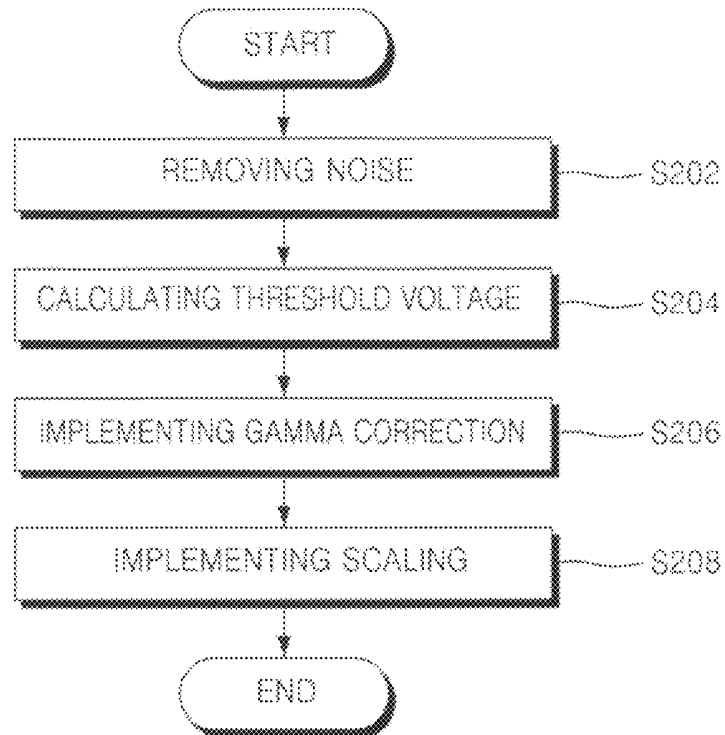 START
REMOVING NOISE
S202
CALCULATING THRESHOLD VOLTAGE
S204
IMPLEMENTING GAMMA CORRECTION
S206
IMPLEMENTING SCALING
S208
END